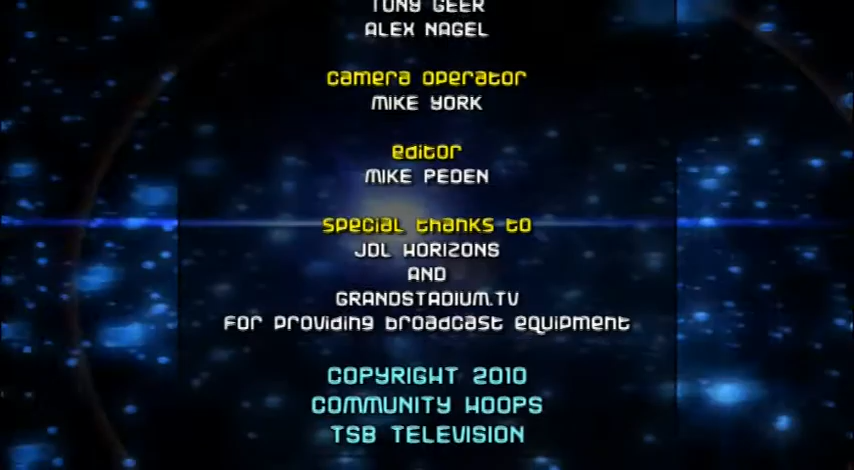 TONY GEER
ALEX NAGEL
camera operator
MIKE YORK
editor
MIKE PEDEN
special thanks to
JDL HORIZONS
AND
GRANDSTADIUM.TV
For providing broadcast equipment
COPYRIGHT 2010
COMMUNITY HOOPS
TSB TELEVISION